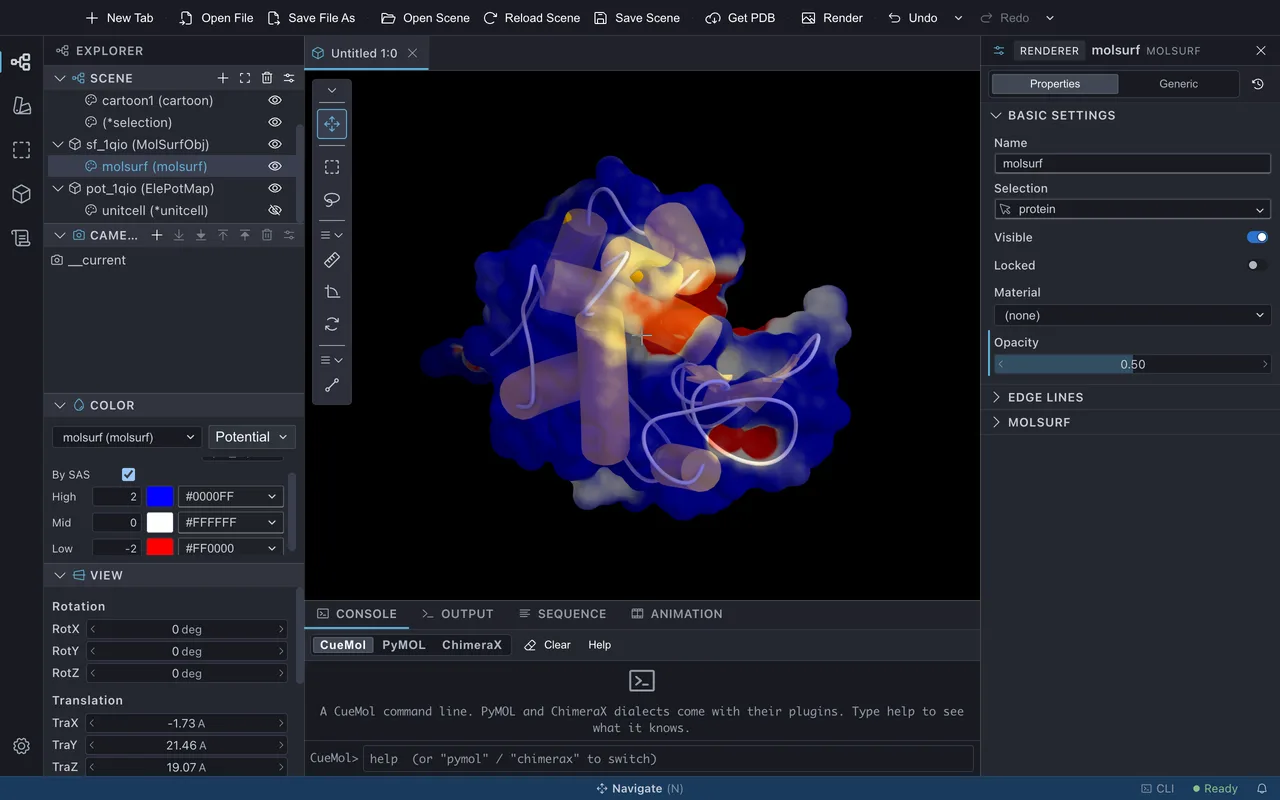 New Tab Open File Save File As Open Scene Reload Scene Save Scene Get PDB Render Undo Redo
EXPLORER
SCENE
cartoon1 (cartoon)
(*selection)
sf_1qio (MolSurfObj)
molsurf (molsurf)
pot_1qio (ElePotMap)
unitcell (*unitcell)
CAME...
__current
COLOR
molsurf (molsurf) Potential
By SAS
High 2 #0000FF
Mid 0 #FFFFFF
Low -2 #FF0000
VIEW
Rotation
RotX 0 deg
RotY 0 deg
RotZ 0 deg
Translation
TraX -1.73 A
TraY 21.46 A
TraZ 19.07 A
Untitled 1:0
CONSOLE OUTPUT SEQUENCE ANIMATION
CueMol PyMOL ChimeraX Clear Help
A CueMol command line. PyMOL and ChimeraX dialects come with their plugins. Type help to see
what it knows.
CueMol> help (or "pymol" / "chimerax" to switch)
RENDERER molsurf MOLSURF
Properties Generic
BASIC SETTINGS
Name
molsurf
Selection
protein
Visible
Locked
Material
(none)
Opacity
0.50
EDGE LINES
MOLSURF
Navigate (N) CLI Ready